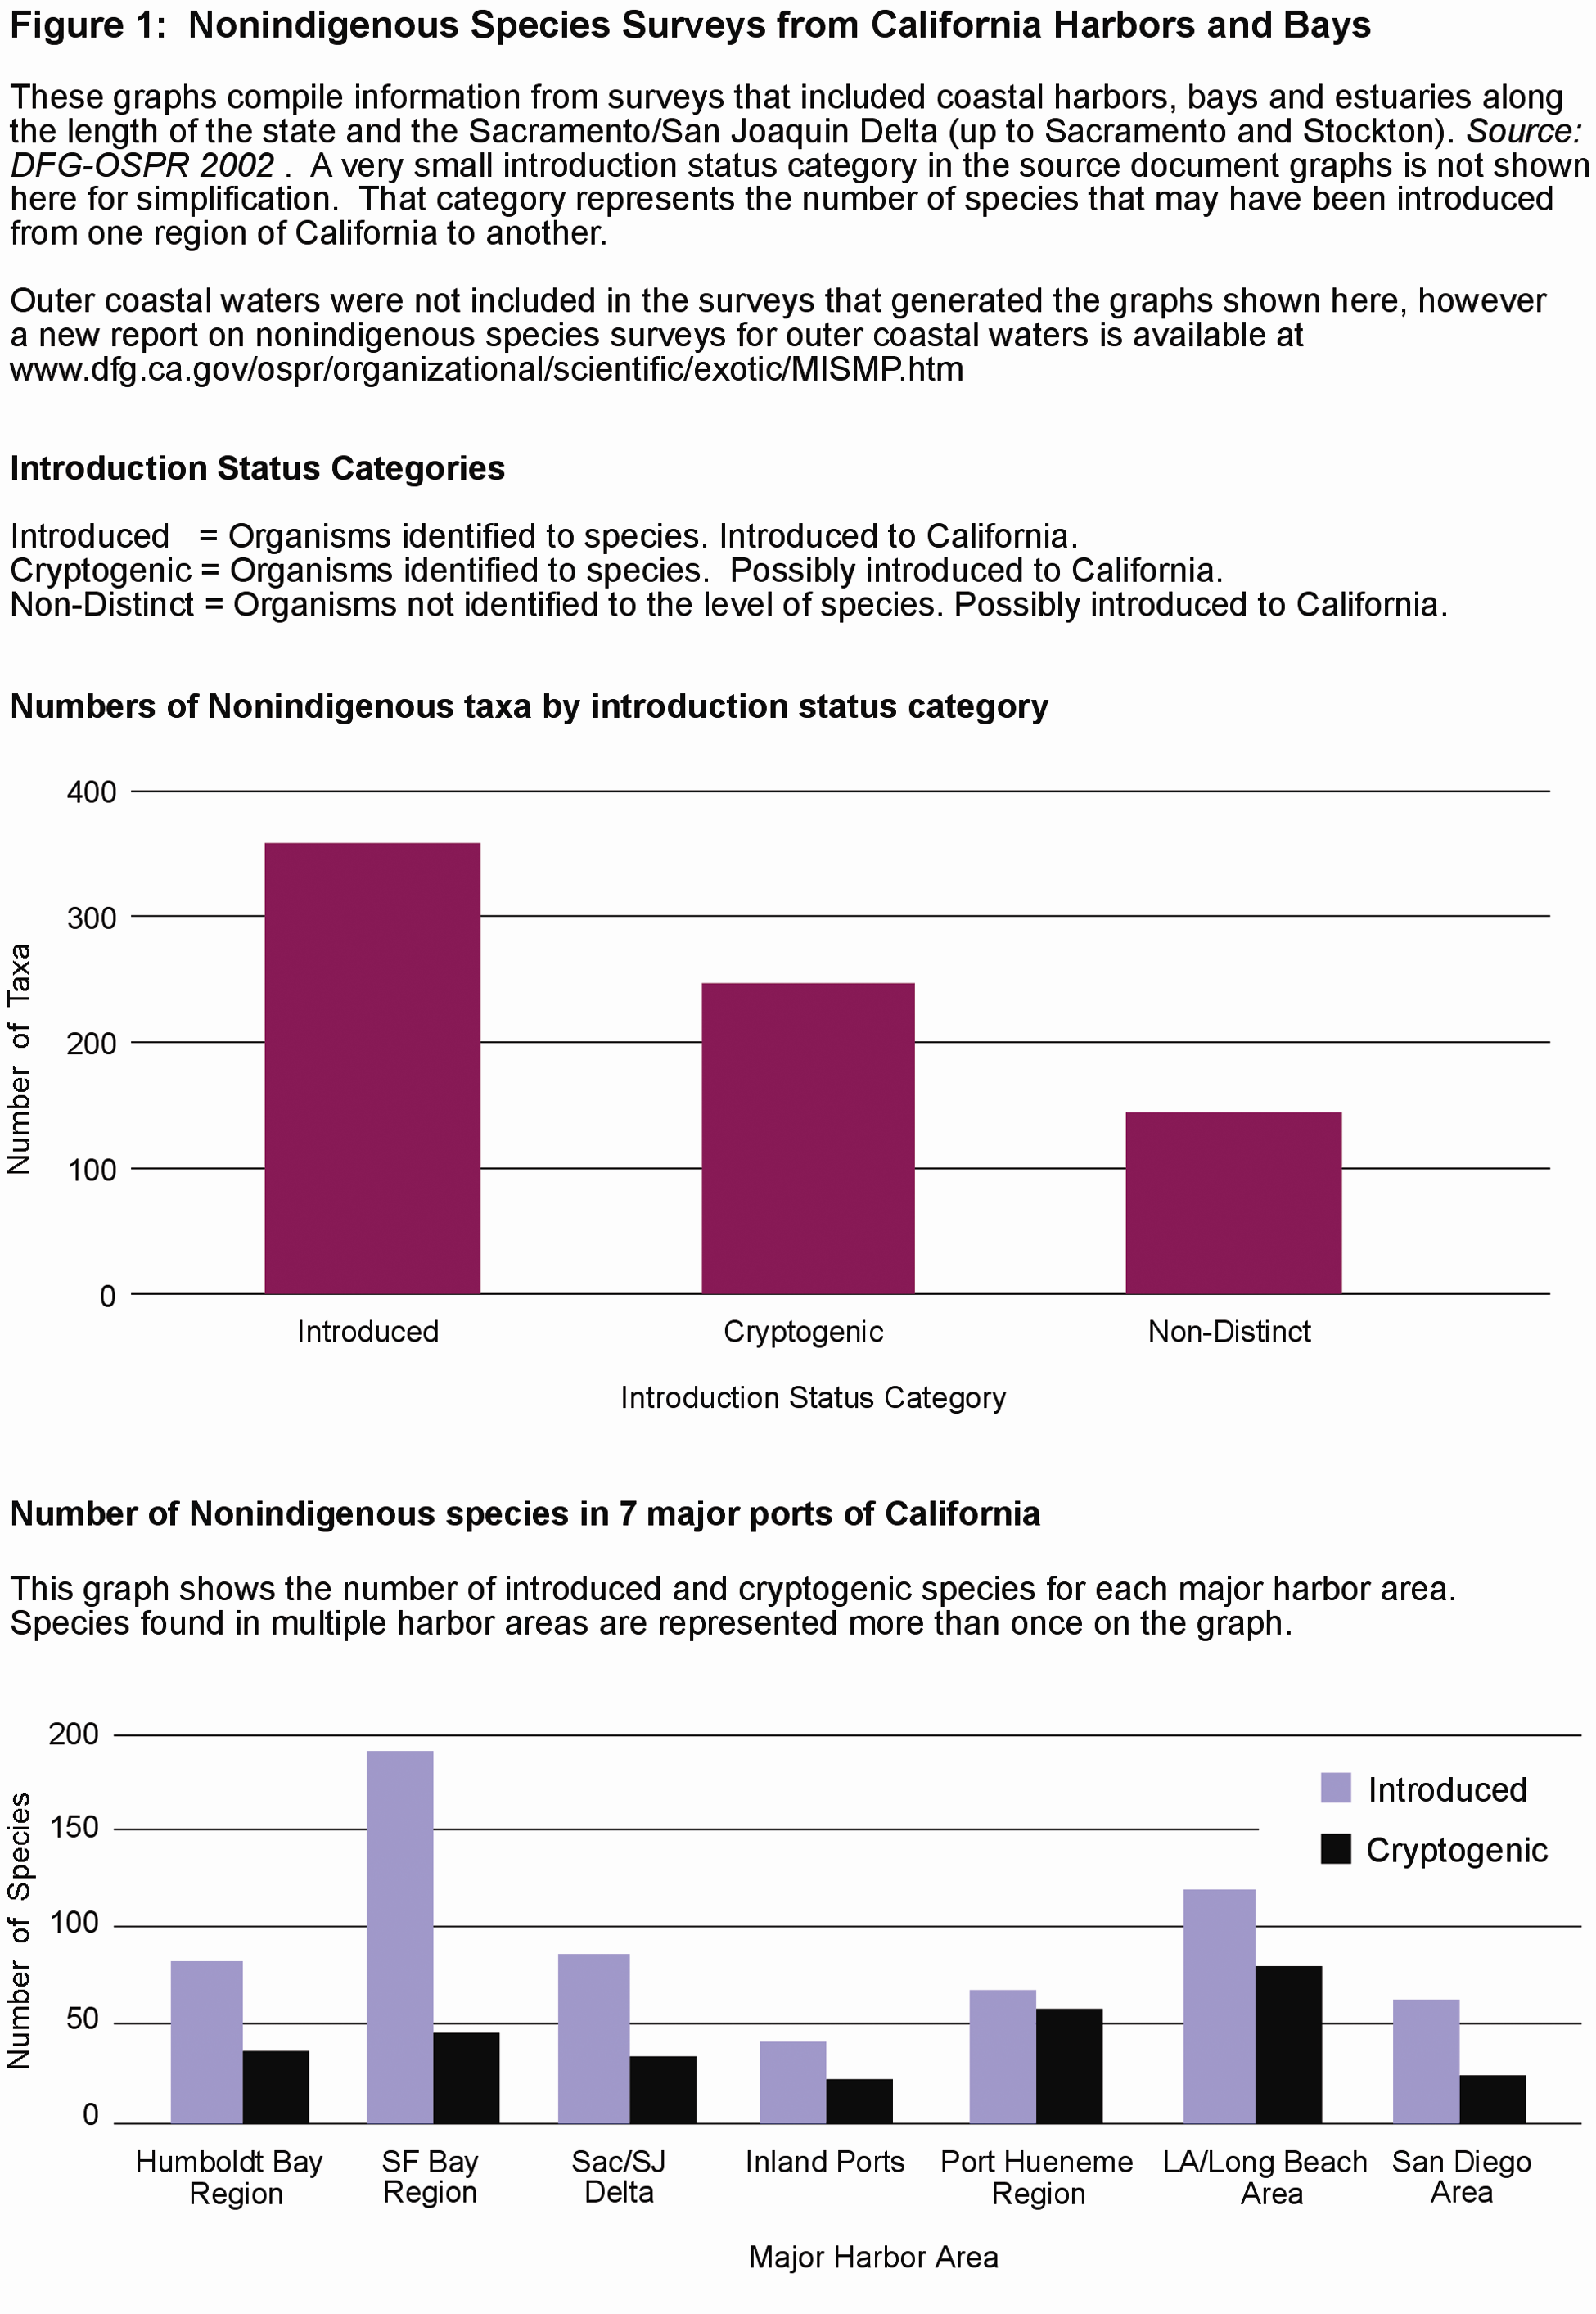 Figure 1:  Nonindigenous Species Surveys from California Harbors and Bays
These graphs compile information from surveys that included coastal harbors, bays and estuaries along
the length of the state and the Sacramento/San Joaquin Delta (up to Sacramento and Stockton). Source:
DFG-OSPR 2002 .  A very small introduction status category in the source document graphs is not shown
here for simplification.  That category represents the number of species that may have been introduced
from one region of California to another.
Outer coastal waters were not included in the surveys that generated the graphs shown here, however
a new report on nonindigenous species surveys for outer coastal waters is available at
www.dfg.ca.gov/ospr/organizational/scientific/exotic/MISMP.htm
Introduction Status Categories
Introduced   = Organisms identified to species. Introduced to California.
Cryptogenic = Organisms identified to species.  Possibly introduced to California.
Non-Distinct = Organisms not identified to the level of species. Possibly introduced to California.
Numbers of Nonindigenous taxa by introduction status category
Number of Taxa
400
300
200
100
0
Introduced
Cryptogenic
Non-Distinct
Introduction Status Category
Number of Nonindigenous species in 7 major ports of California
This graph shows the number of introduced and cryptogenic species for each major harbor area.
Species found in multiple harbor areas are represented more than once on the graph.
Number of Species
200
150
100
50
0
Introduced
Cryptogenic
Humboldt Bay
Region
SF Bay
Region
Sac/SJ
Delta
Inland Ports
Port Hueneme
Region
LA/Long Beach
Area
San Diego
Area
Major Harbor Area